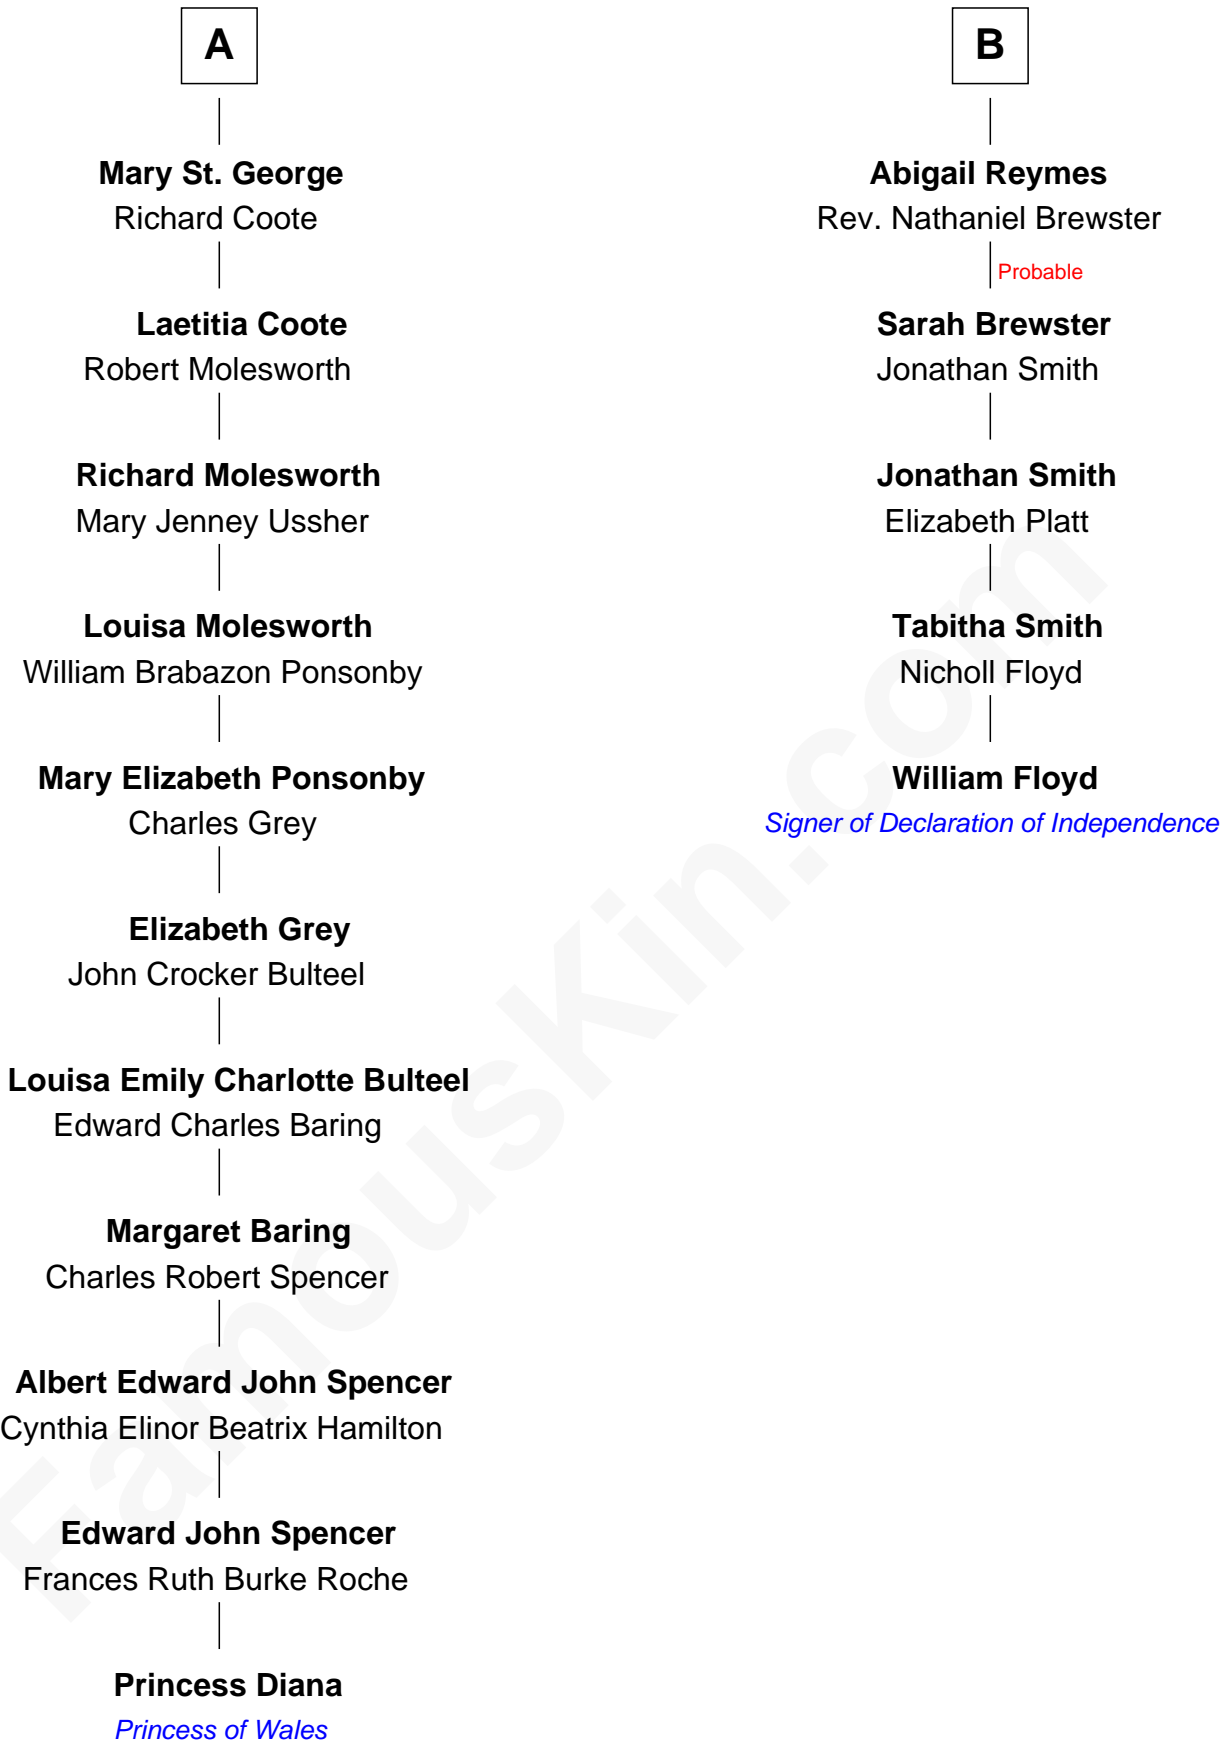 A
Mary St. George
Richard Coote
Laetitia Coote
Robert Molesworth
Richard Molesworth
Mary Jenney Ussher
Louisa Molesworth
William Brabazon Ponsonby
Mary Elizabeth Ponsonby
Charles Grey
Elizabeth Grey
John Crocker Bulteel
Louisa Emily Charlotte Bulteel
Edward Charles Baring
Margaret Baring
Charles Robert Spencer
Albert Edward John Spencer
Cynthia Elinor Beatrix Hamilton
Edward John Spencer
Frances Ruth Burke Roche
Princess Diana
Princess of Wales
B
Abigail Reymes
Rev. Nathaniel Brewster
Probable
Sarah Brewster
Jonathan Smith
Jonathan Smith
Elizabeth Platt
Tabitha Smith
Nicholl Floyd
William Floyd
Signer of Declaration of Independence
FamousKin.com